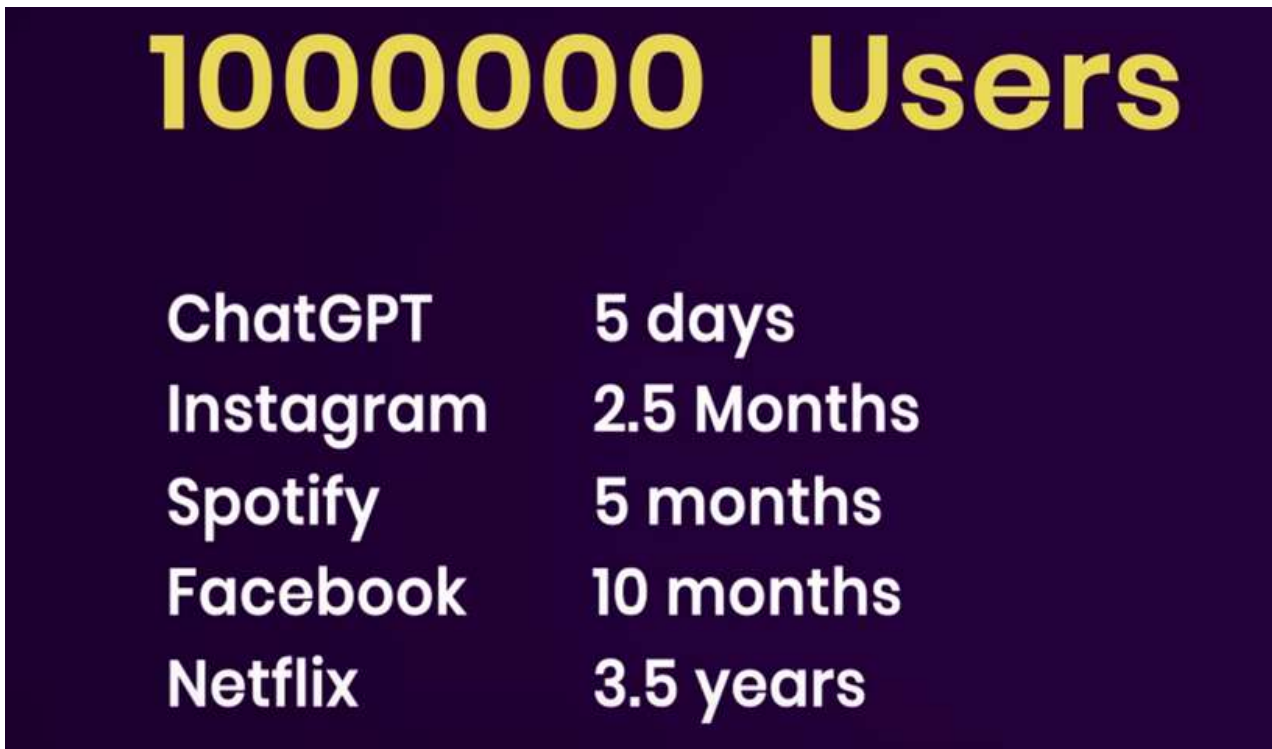 1000000 Users
ChatGPT 5 days
Instagram 2.5 Months
Spotify 5 months
Facebook 10 months
Netflix 3.5 years